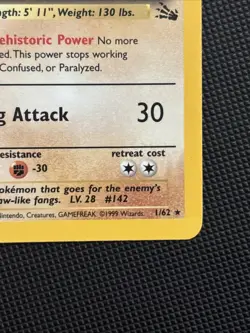 ngth: 5' 11", Weight: 130 lbs.
ehistoric Power No more
ed. This power stops working
Confused, or Paralyzed.
g Attack 30
esistance retreat cost
-30
okémon that goes for the enemy's
aw-like fangs. LV. 28 #142
Nintendo, Creatures, GAMEFREAK. ©1999 Wizards. 1/62 ★